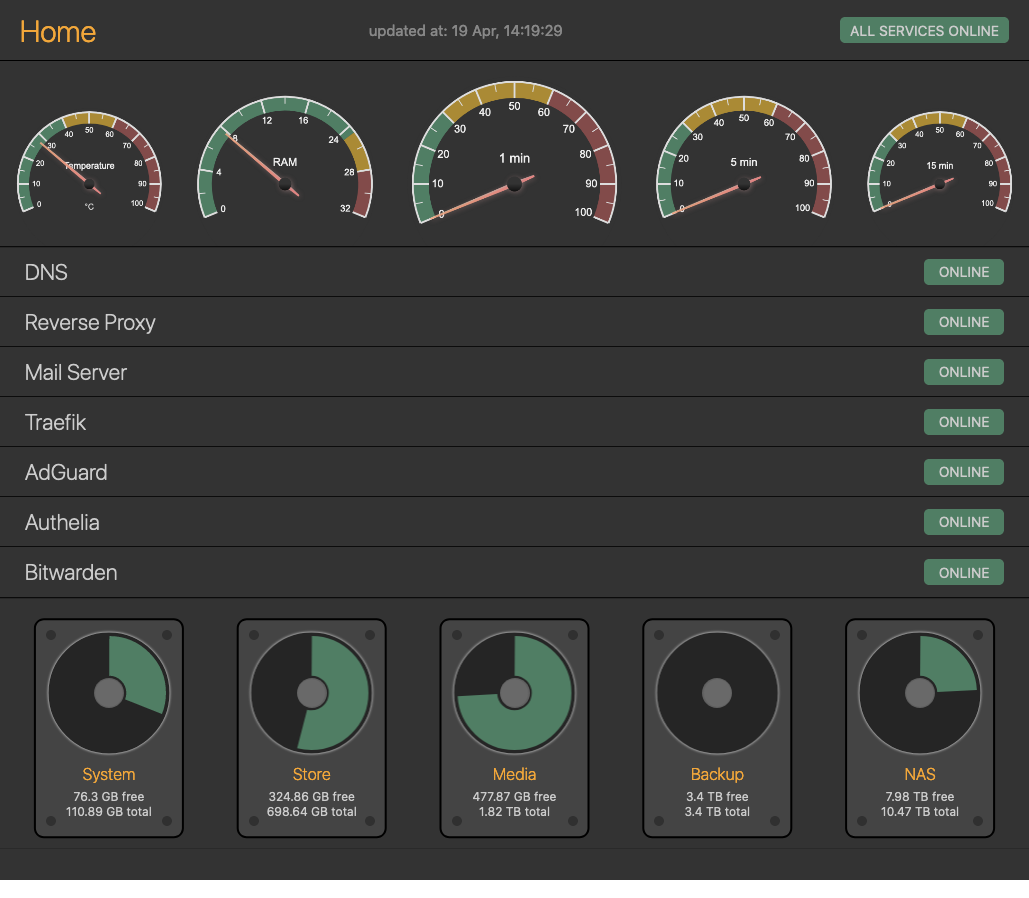 Home
updated at: 19 Apr, 14:19:29
ALL SERVICES ONLINE
0 10 20 30 40 50 60 70 80 90 100
Temperature
°C
0 4 8 12 16 24 28 32
RAM
0 10 20 30 40 50 60 70 80 90 100
1 min
0 10 20 30 40 50 60 70 80 90 100
5 min
0 10 20 30 40 50 60 70 80 90 100
15 min
DNS ONLINE
Reverse Proxy ONLINE
Mail Server ONLINE
Traefik ONLINE
AdGuard ONLINE
Authelia ONLINE
Bitwarden ONLINE
System
76.3 GB free
110.89 GB total
Store
324.86 GB free
698.64 GB total
Media
477.87 GB free
1.82 TB total
Backup
3.4 TB free
3.4 TB total
NAS
7.98 TB free
10.47 TB total